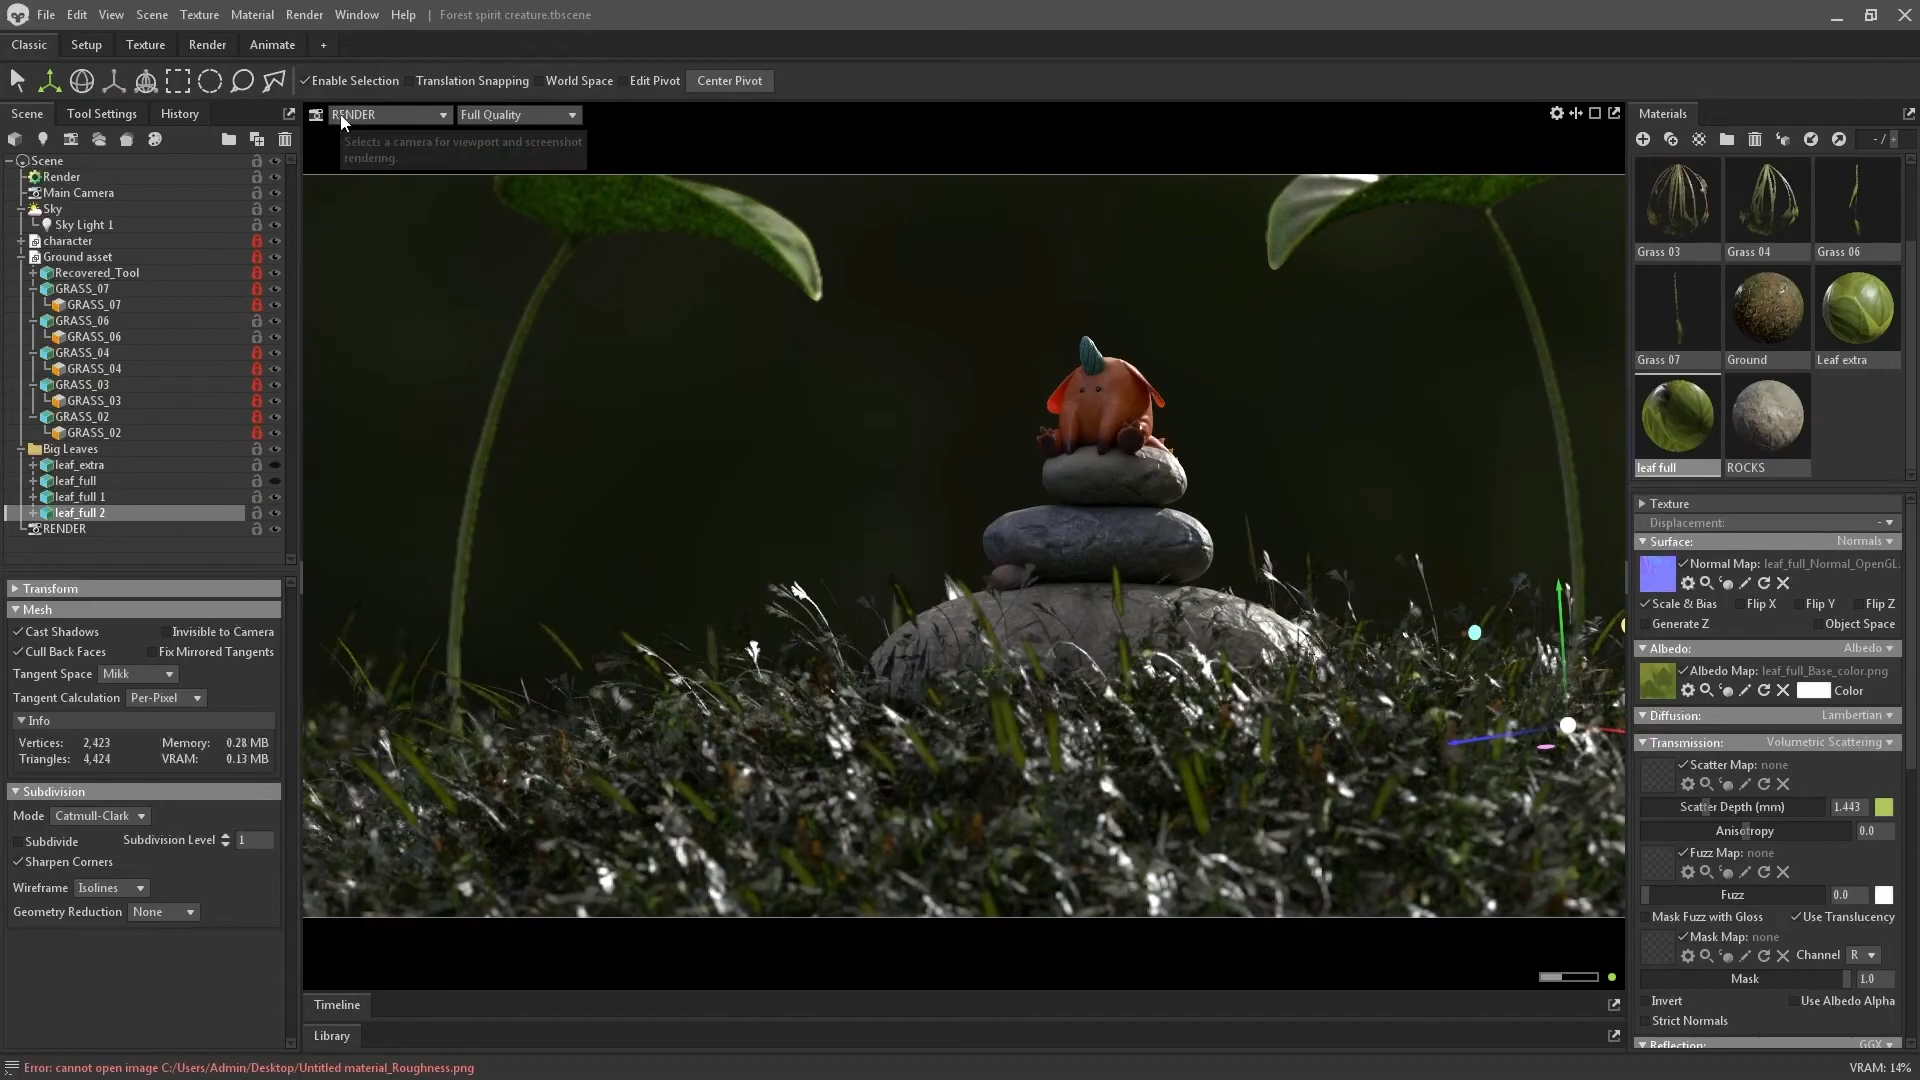 File Edit View Scene Texture Material Render Window Help | Forest spirit creature.tbscene
Classic Setup Texture Render Animate +
Enable Selection Translation Snapping World Space Edit Pivot Center Pivot
Scene Tool Settings History
RENDER Full Quality
Selects a camera for viewport and screenshot
rendering.
Scene
Render
Main Camera
Sky
Sky Light 1
character
Ground asset
Recovered_Tool
GRASS_07
GRASS_07
GRASS_06
GRASS_06
GRASS_04
GRASS_04
GRASS_03
GRASS_03
GRASS_02
GRASS_02
Big Leaves
leaf_extra
leaf_full
leaf_full 1
leaf_full 2
RENDER
Transform
Mesh
Cast Shadows Invisible to Camera
Cull Back Faces Fix Mirrored Tangents
Tangent Space Mikk
Tangent Calculation Per-Pixel
Info
Vertices: 2,423 Memory: 0.28 MB
Triangles: 4,424 VRAM: 0.13 MB
Subdivision
Mode Catmull-Clark
Subdivide Subdivision Level 1
Sharpen Corners
Wireframe Isolines
Geometry Reduction None
Timeline
Library
Materials
- / +
Grass 03 Grass 04 Grass 06
Grass 07 Ground Leaf extra
leaf full ROCKS
Texture
Displacement: -
Surface: Normals
Normal Map: leaf_full_Normal_OpenGL.
Scale & Bias Flip X Flip Y Flip Z
Generate Z Object Space
Albedo: Albedo
Albedo Map: leaf_full_Base_color.png
Color
Diffusion: Lambertian
Transmission: Volumetric Scattering
Scatter Map: none
Scatter Depth (mm) 1.443
Anisotropy 0.0
Fuzz Map: none
Fuzz 0.0
Mask Fuzz with Gloss Use Translucency
Mask Map: none
Channel R
Mask 1.0
Invert Use Albedo Alpha
Strict Normals
Reflection: GGX
Error: cannot open image C:/Users/Admin/Desktop/Untitled material_Roughness.png
VRAM: 14%